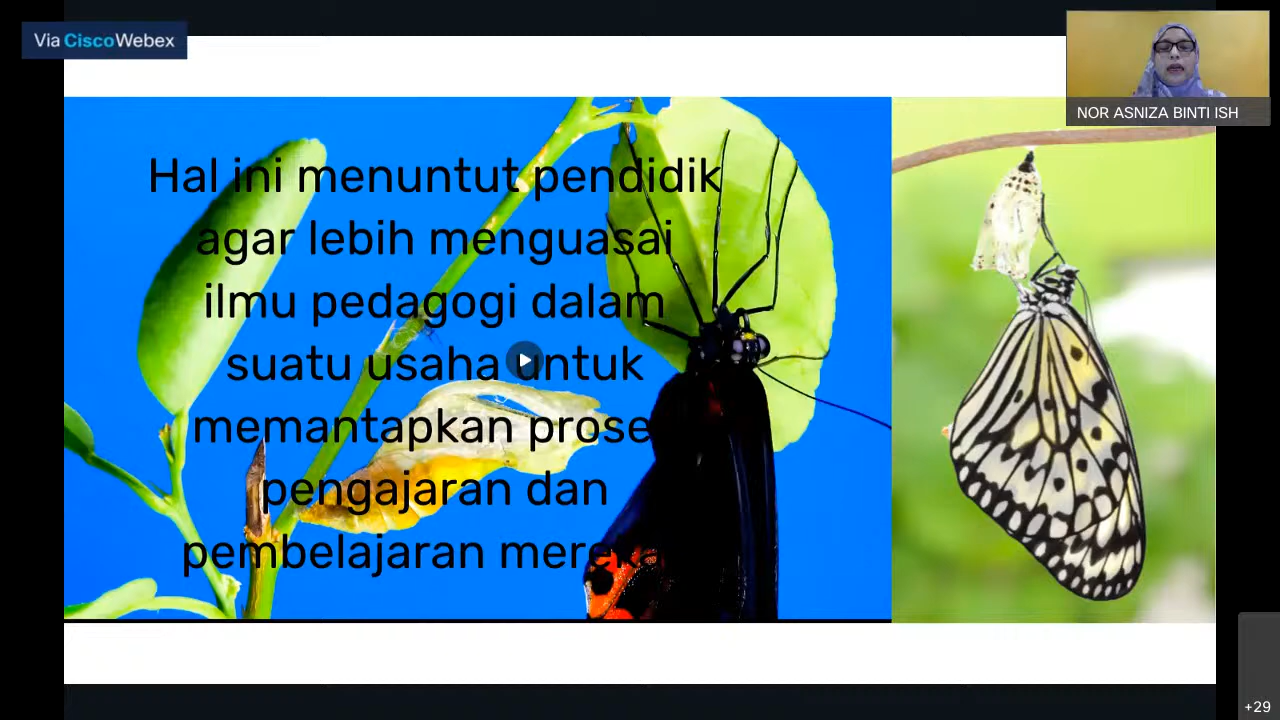 Via CiscoWebex
NOR ASNIZA BINTI ISH
Hal ini menuntut pendidik
agar lebih menguasai
ilmu pedagogi dalam
suatu usaha untuk
memantapkan prose
pengajaran dan
pembelajaran mereka
+29